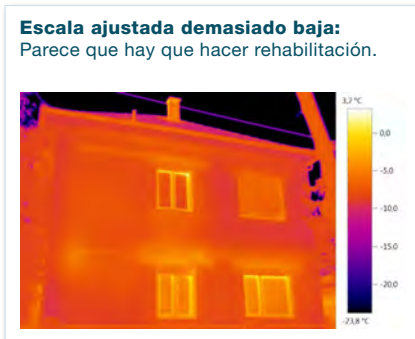 Escala ajustada demasiado baja:
Parece que hay que hacer rehabilitación.
3,7 °C
0,0
-5,0
-10,0
-15,0
-20,0
-23,8 °C